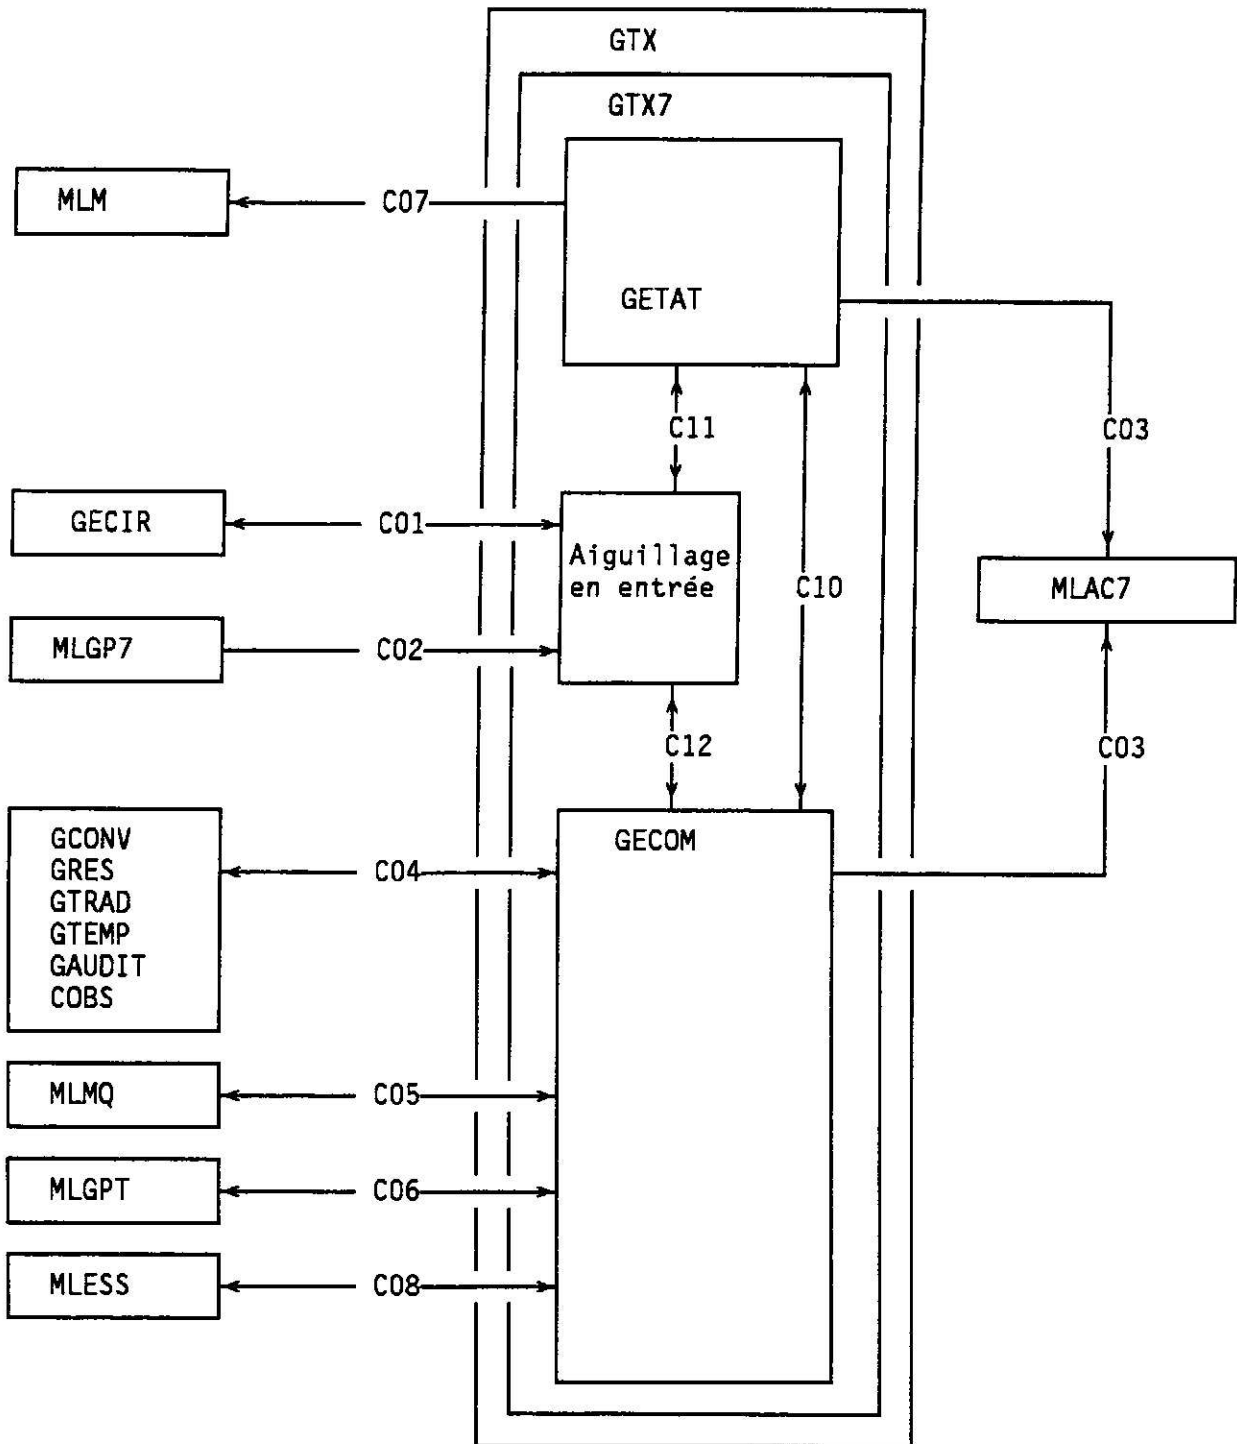 GTX
GTX7
MLM
C07
GETAT
C11
C03
GECIR
C01
Aiguillage
en entrée
C10
MLAC7
MLGP7
C02
C12
C03
GCONV
GRES
GTRAD
GTEMP
GAUDIT
COBS
C04
GECOM
MLMQ
C05
MLGPT
C06
MLESS
C08